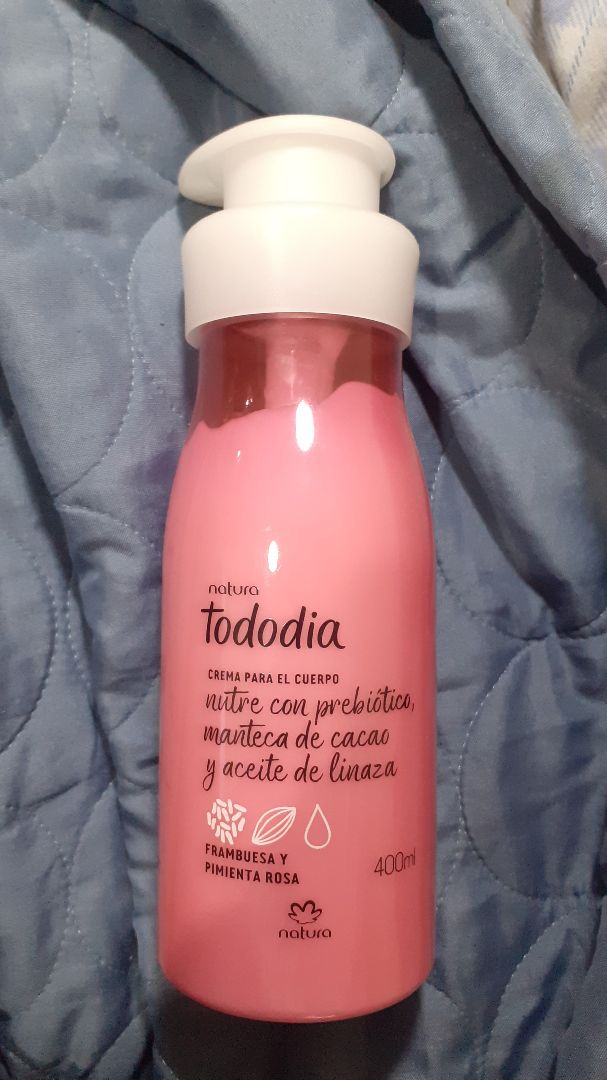 natura
tododia
CREMA PARA EL CUERPO
nutre con prebiótico,
manteca de cacao
y aceite de linaza
FRAMBUESA Y
PIMIENTA ROSA
400ml
natura